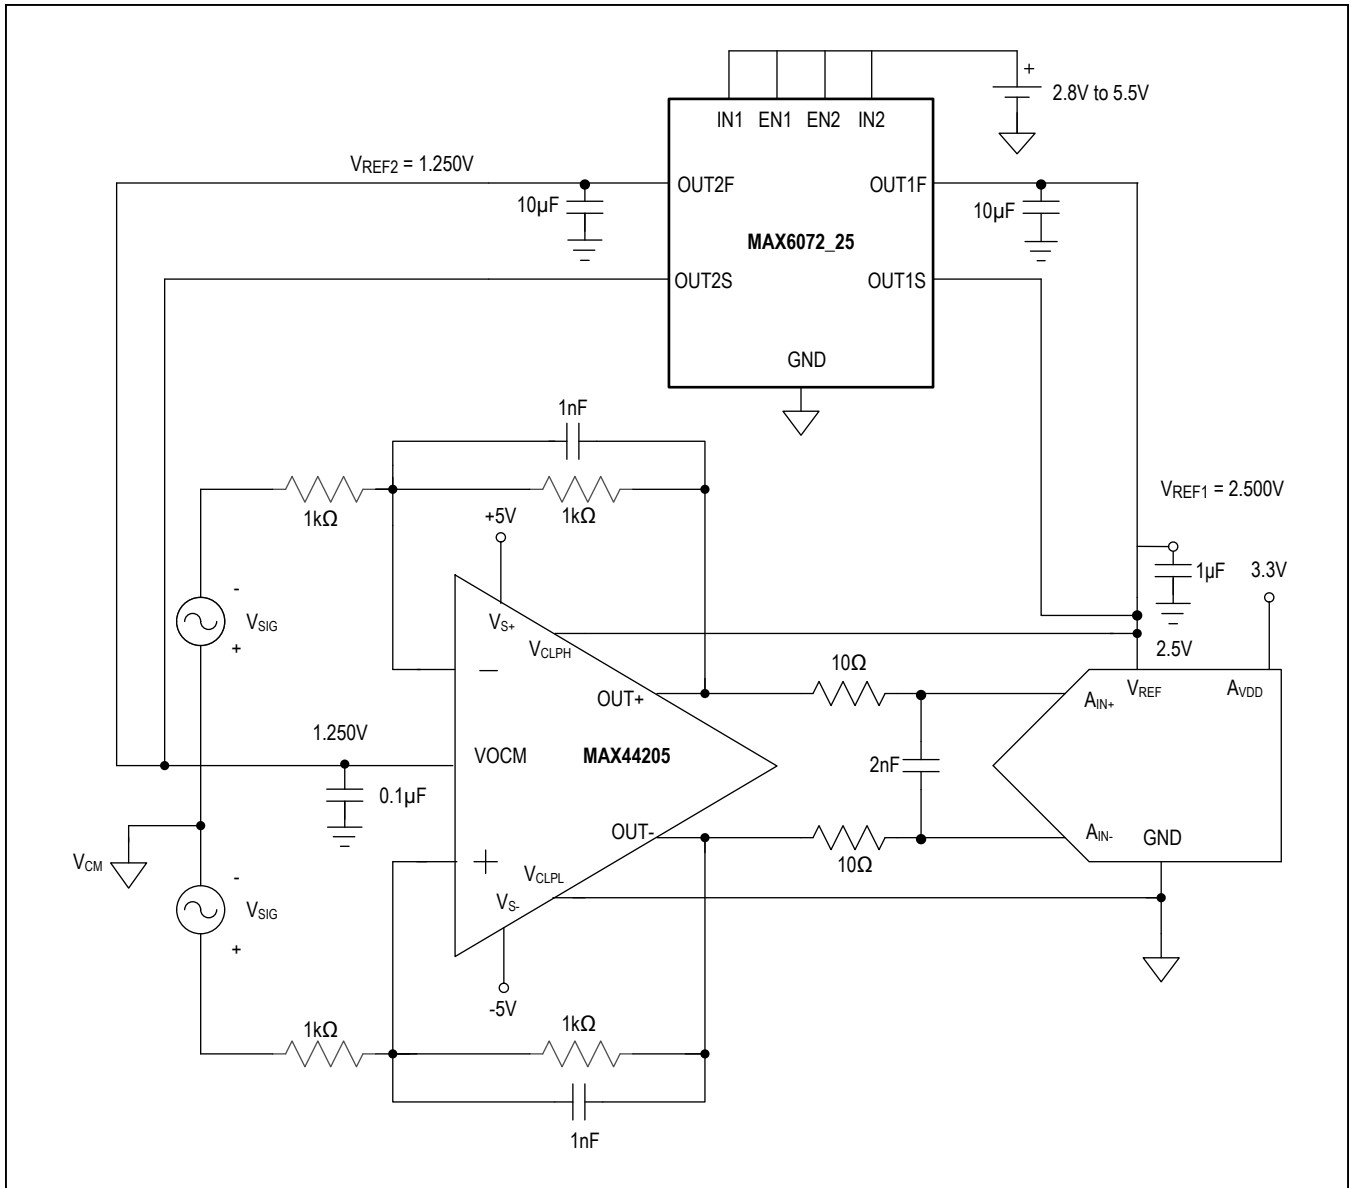 +
2.8V to 5.5V
IN1 EN1 EN2 IN2
VREF2 = 1.250V
OUT2F OUT1F
10µF 10µF
MAX6072_25
OUT2S OUT1S
GND
1nF
VREF1 = 2.500V
1kΩ 1kΩ
+5V
1µF 3.3V
-
VSIG
+
VS+
VCLPH
2.5V
10Ω
VREF AVDD
−
OUT+ AIN+
1.250V
VOCM MAX44205
2nF
0.1µF
OUT- AIN- GND
VCM
10Ω
+
VCLPL
-
VSIG
+
VS-
-5V
1kΩ 1kΩ
1nF